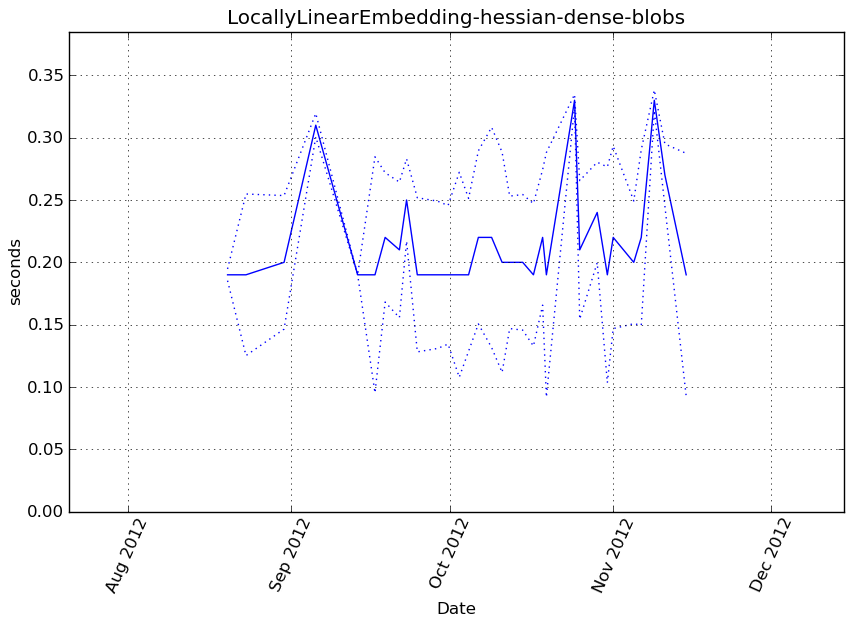 LocallyLinearEmbedding-hessian-dense-blobs
0.35
0.30
0.25
0.20
0.15
0.10
0.05
0.00
seconds
Aug 2012
Sep 2012
Oct 2012
Nov 2012
Dec 2012
Date